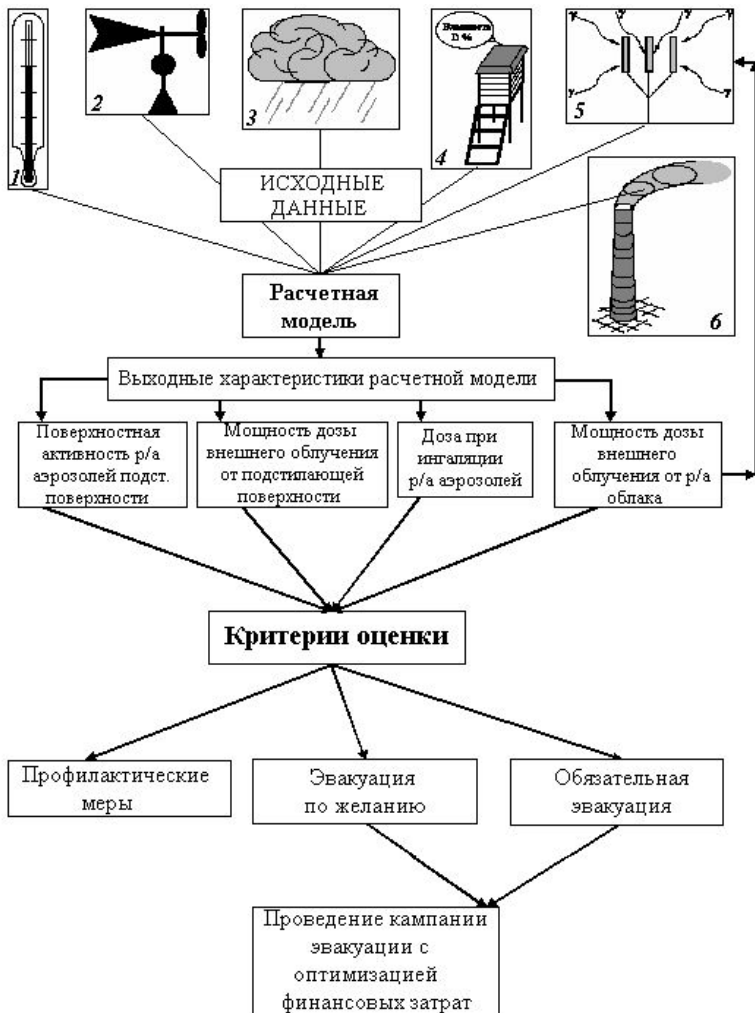 Влажность
D %
γ γ γ γ
γ γ
1
2
3
4
5
6
ИСХОДНЫЕ
ДАННЫЕ
Расчетная
модель
Выходные характеристики расчетной модели
Поверхностная
активность р/а
аэрозолей подст.
поверхности
Мощность дозы
внешнего облучения
от подстилающей
поверхности
Доза при
ингаляции
р/а аэрозолей
Мощность дозы
внешнего
облучения от р/а
облака
Критерии оценки
Профилактические
меры
Эвакуация
по желанию
Обязательная
эвакуация
Проведение кампании
эвакуации с
оптимизацией
финансовых затрат